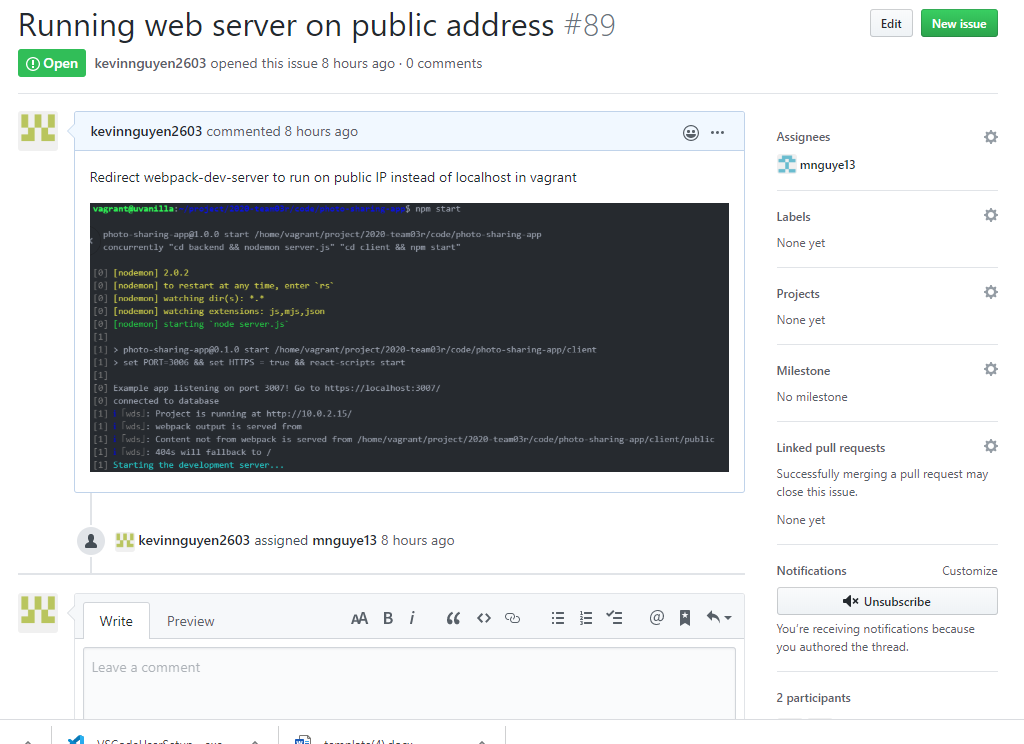 Running web server on public address #89
Edit
New issue
Open
kevinnguyen2603 opened this issue 8 hours ago · 0 comments
kevinnguyen2603 commented 8 hours ago
Redirect webpack-dev-server to run on public IP instead of localhost in vagrant
vagrant@uvanilla: $ npm start
photo-sharing-app@1.0.0 start /home/vagrant/project/2020-team03r/code/photo-sharing-app
concurrently "cd backend && nodemon server.js" "cd client && npm start"
[0] [nodemon] 2.0.2
[0] [nodemon] to restart at any time, enter `rs`
[0] [nodemon] watching dir(s): *.*
[0] [nodemon] watching extensions: js,mjs,json
[0] [nodemon] starting `node server.js`
[1]
[1] > photo-sharing-app@0.1.0 start /home/vagrant/project/2020-team03r/code/photo-sharing-app/client
[1] > set PORT=3006 && set HTTPS = true && react-scripts start
[1]
[0] Example app listening on port 3007! Go to https://localhost:3007/
[0] connected to database
[1] i 「wds」: Project is running at http://10.0.2.15/
[1] i 「wds」: webpack output is served from
[1] i 「wds」: Content not from webpack is served from /home/vagrant/project/2020-team03r/code/photo-sharing-app/client/public
[1] i 「wds」: 404s will fallback to /
[1] Starting the development server...
kevinnguyen2603 assigned mnguye13 8 hours ago
Write
Preview
Leave a comment
Assignees
mnguye13
Labels
None yet
Projects
None yet
Milestone
No milestone
Linked pull requests
Successfully merging a pull request may
close this issue.
None yet
Notifications
Customize
Unsubscribe
You're receiving notifications because
you authored the thread.
2 participants
VSCodeUserSetup-....exe
template(4).docx